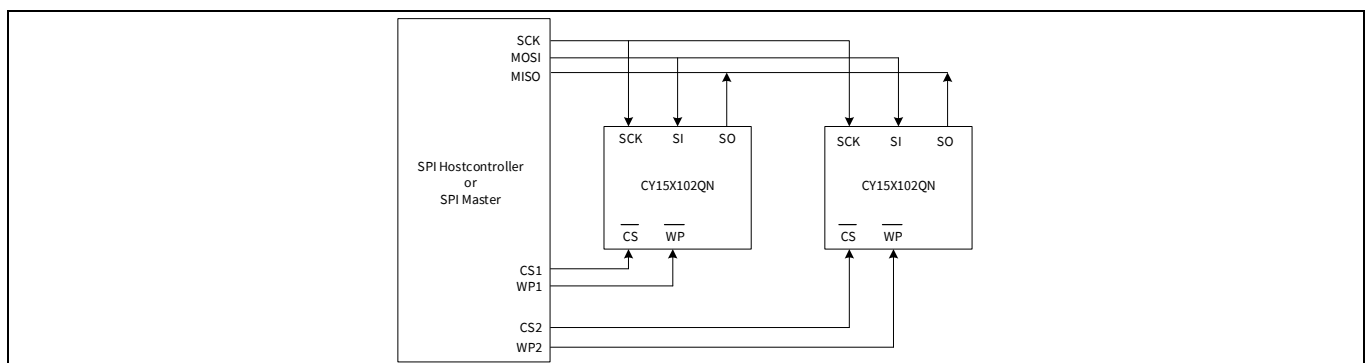 SCK
MOSI
MISO
SPI Hostcontroller
or
SPI Master
CS1
WP1
CS2
WP2
SCK SI SO
CY15X102QN
CS WP
SCK SI SO
CY15X102QN
CS WP